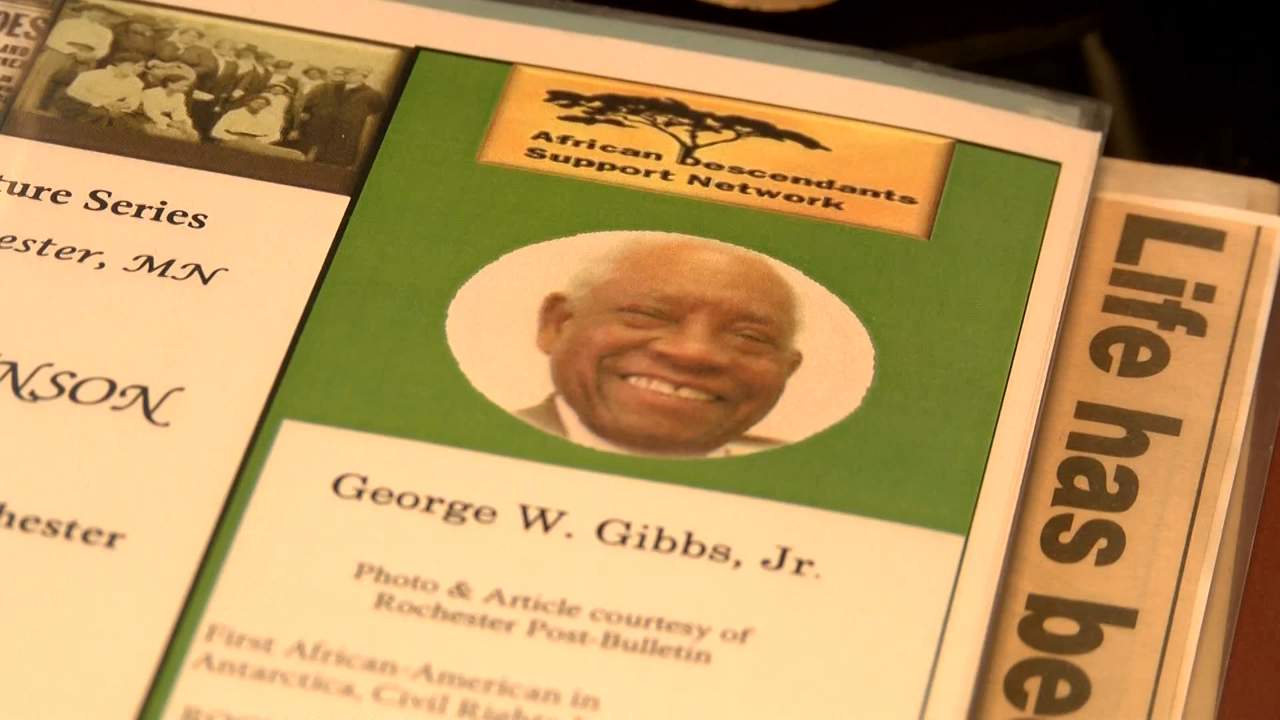 ture Series
ester, MN
NSON
hester
African Descendants
Support Network
George W. Gibbs, Jr.
Photo & Article courtesy of
Rochester Post-Bulletin
First African-American in
Antarctica, Civil Rights
Life has be